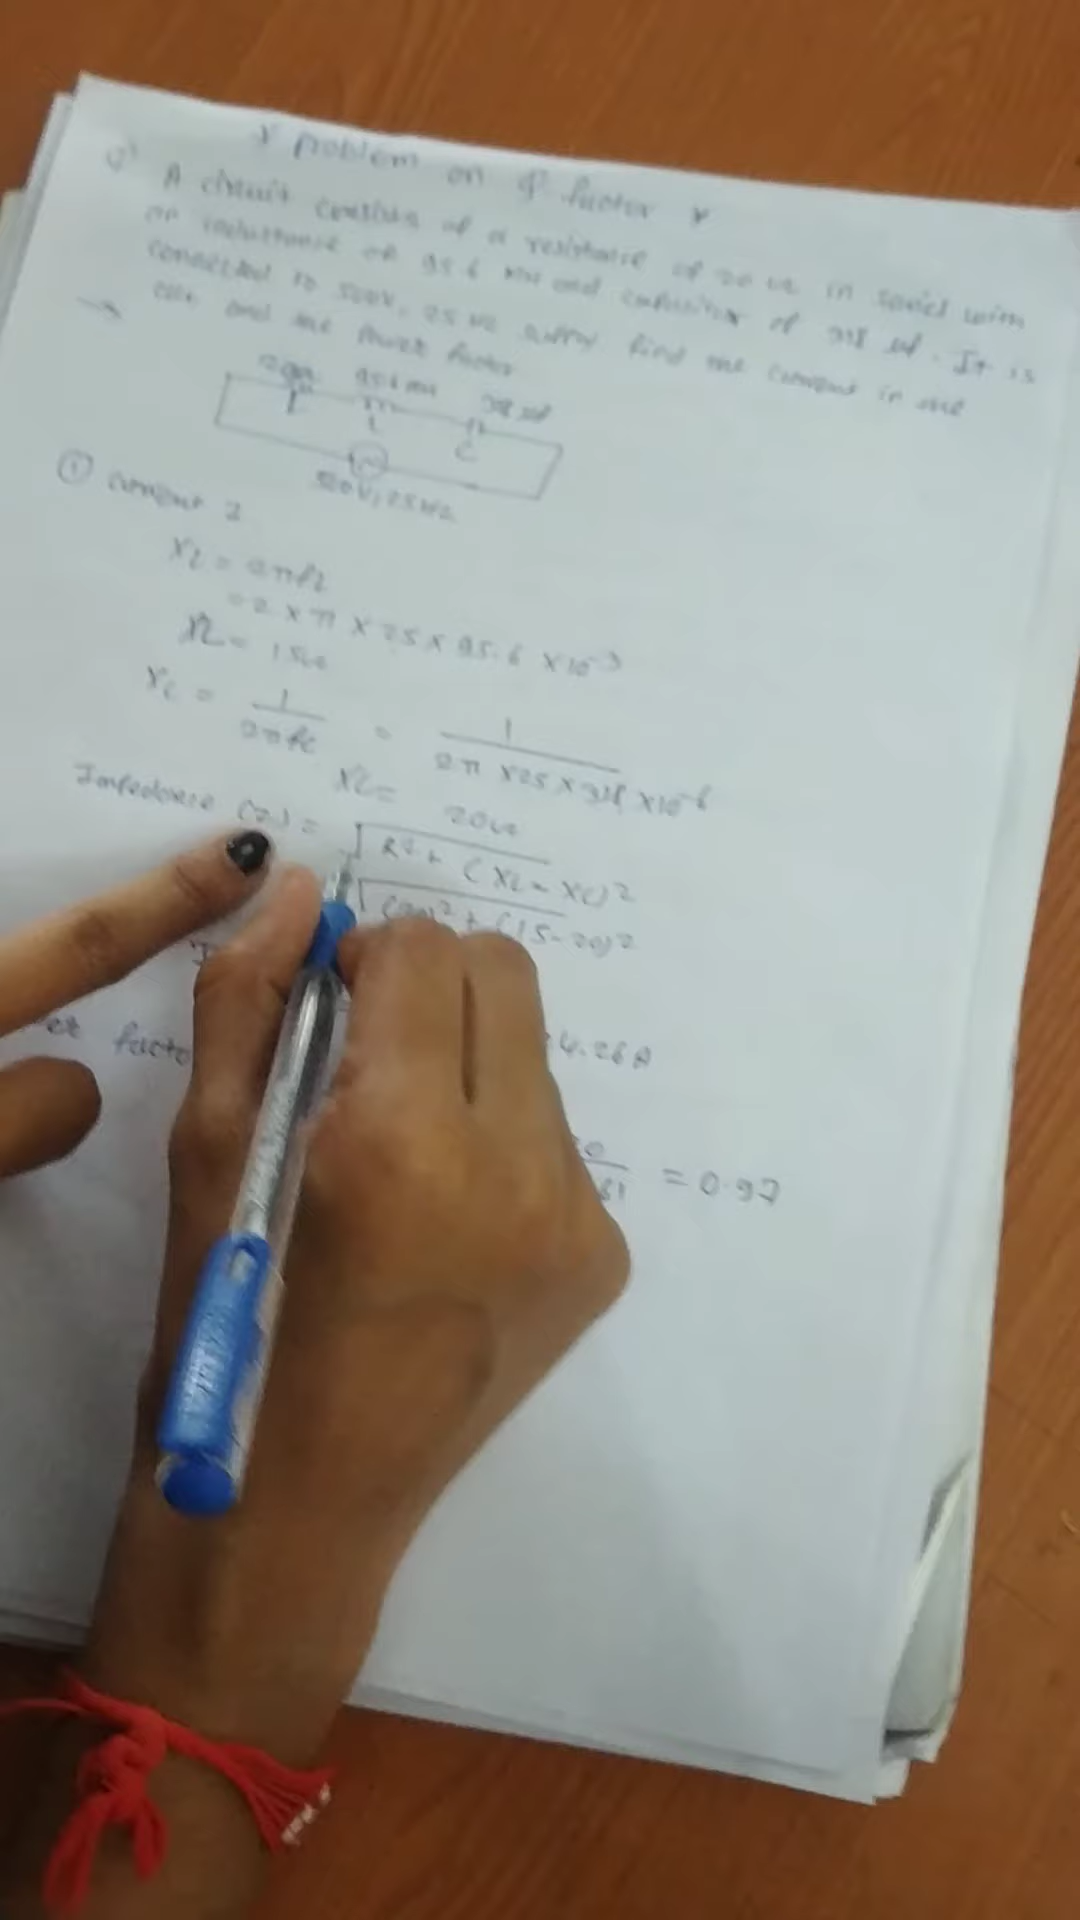 * problem on q factor *
Q) A circuit consists of a resistance of 20 Ω in series with
an inductance of 95.6 mH and capacitor of 318 μf. It is
connected to 500V, 25 Hz supply find the current in the
and the power factor
20Ω 95.6 mH 318 μf
L C
500V, 25Hz
① current I
XL = 2πfL
= 2 × π × 25 × 95.6 × 10⁻³
XL = 15Ω
Xc = 1/2πfc = 1/2π × 25 × 318 × 10⁻⁶
= 20Ω
Impedance (Z) = √R² + (XL - XC)²
√(20)² + (15 - 20)²
I
4.26A
factor
61 = 0.97